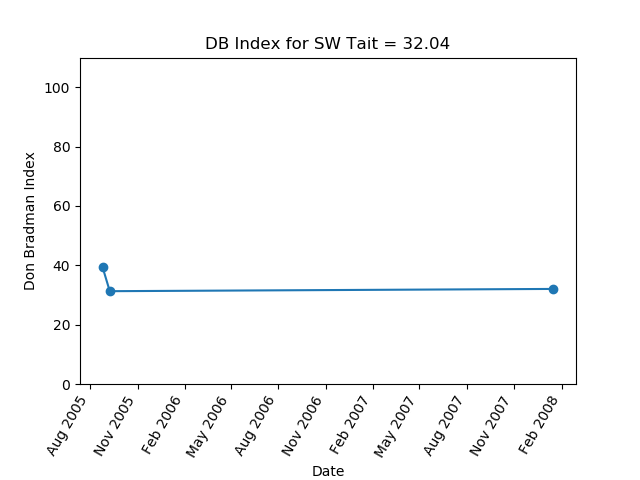 DB Index for SW Tait = 32.04
Don Bradman Index
100
80
60
40
20
0
Aug 2005
Nov 2005
Feb 2006
May 2006
Aug 2006
Nov 2006
Feb 2007
May 2007
Aug 2007
Nov 2007
Feb 2008
Date